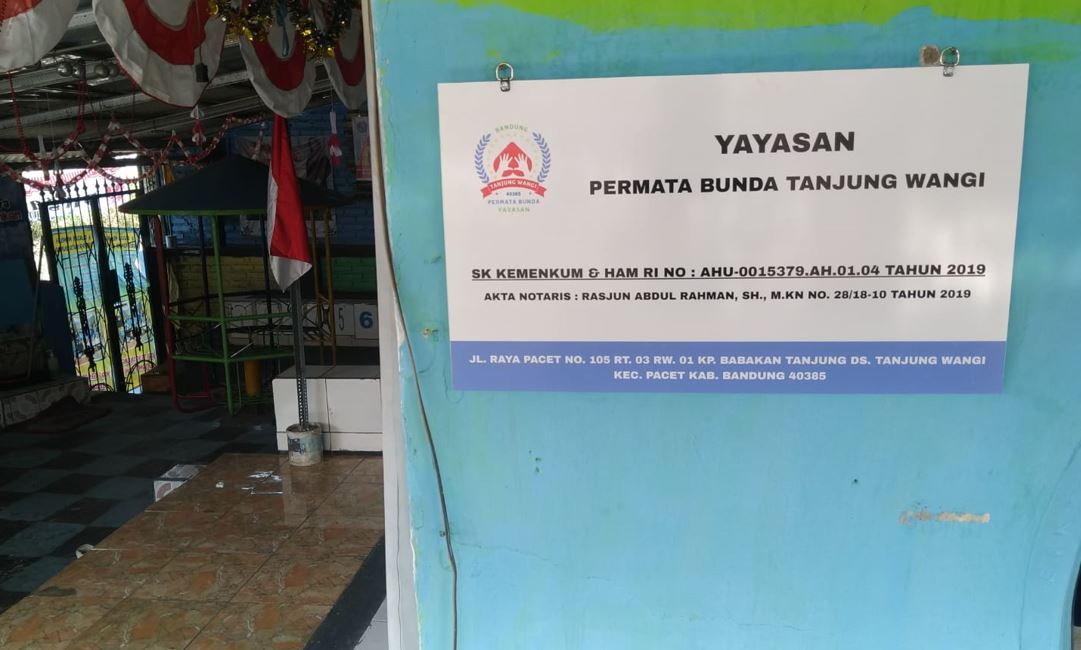 BANDUNG
TANJUNG WANGI
40385
PERMATA BUNDA
YAYASAN
YAYASAN
PERMATA BUNDA TANJUNG WANGI
SK KEMENKUM & HAM RI NO : AHU-0015379.AH.01.04 TAHUN 2019
AKTA NOTARIS : RASJUN ABDUL RAHMAN, SH., M.KN NO. 28/18-10 TAHUN 2019
JL. RAYA PACET NO. 105 RT. 03 RW. 01 KP. BABAKAN TANJUNG DS. TANJUNG WANGI
KEC. PACET KAB. BANDUNG 40385
5 6